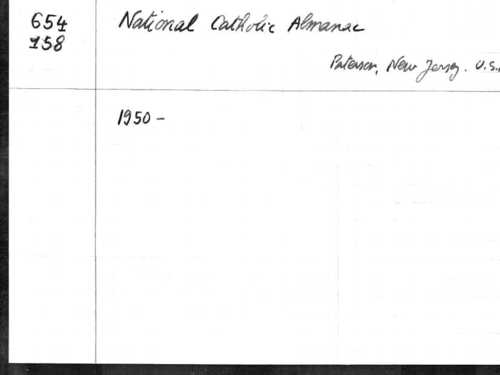 654
158
National Catholic Almanac
Paterson, New Jersey. U.S.
1950 -